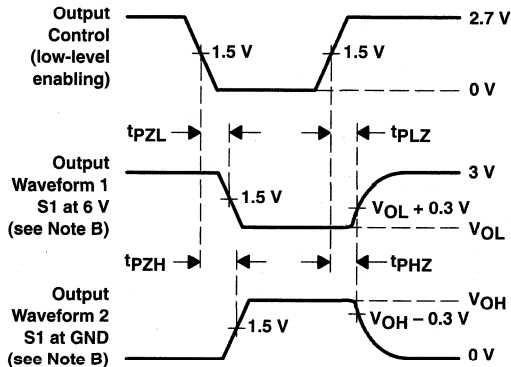 Output
Control
(low-level
enabling)
2.7 V
1.5 V
1.5 V
0 V
tPZL
tPLZ
Output
Waveform 1
S1 at 6 V
(see Note B)
3 V
1.5 V
VOL + 0.3 V
VOL
tPZH
tPHZ
Output
Waveform 2
S1 at GND
(see Note B)
VOH
1.5 V
VOH – 0.3 V
0 V